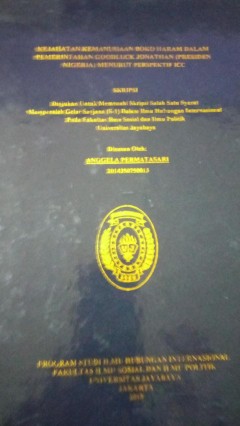 KEJAHATAN KEMANUSIAAN BOKO HARAM DALAM
PEMERINTAHAN GOODLUCK JONATHAN (PRESIDEN
NIGERIA) MENURUT PERSPEKTIF ICC
SKRIPSI
Diajukan Untuk Memenuhi Skripsi Salah Satu Syarat
Memperoleh Gelar Sarjana (S-1) Dalam Ilmu Hubungan Internasional
Pada Fakultas Ilmu Sosial dan Ilmu Politik
Universitas Jayabaya
Disusun Oleh:
ANGGELA PERMATASARI
PROGRAM STUDI ILMU HUBUNGAN INTERNASIONAL
FAKULTAS ILMU SOSIAL DAN ILMU POLITIK
UNIVERSITAS JAYABAYA
JAKARTA